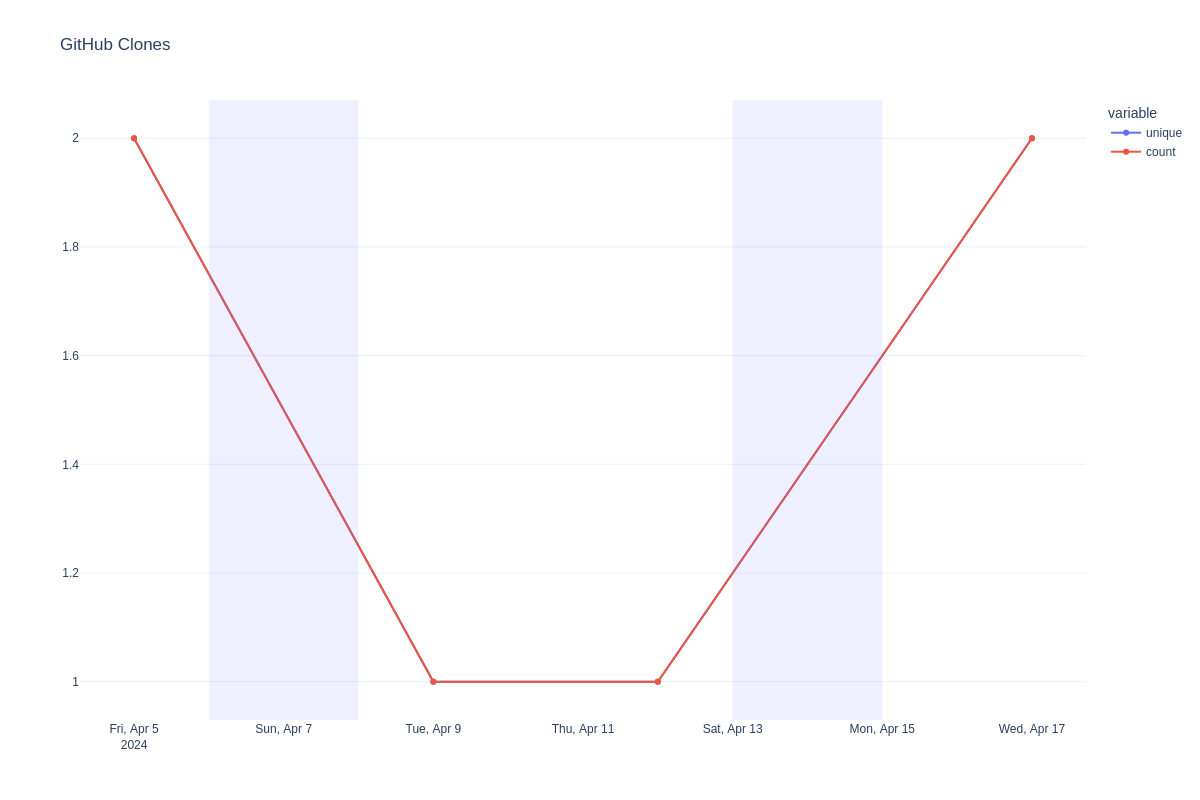 GitHub Clones
variable
unique
count
2
1.8
1.6
1.4
1.2
1
Fri, Apr 5
2024
Sun, Apr 7
Tue, Apr 9
Thu, Apr 11
Sat, Apr 13
Mon, Apr 15
Wed, Apr 17